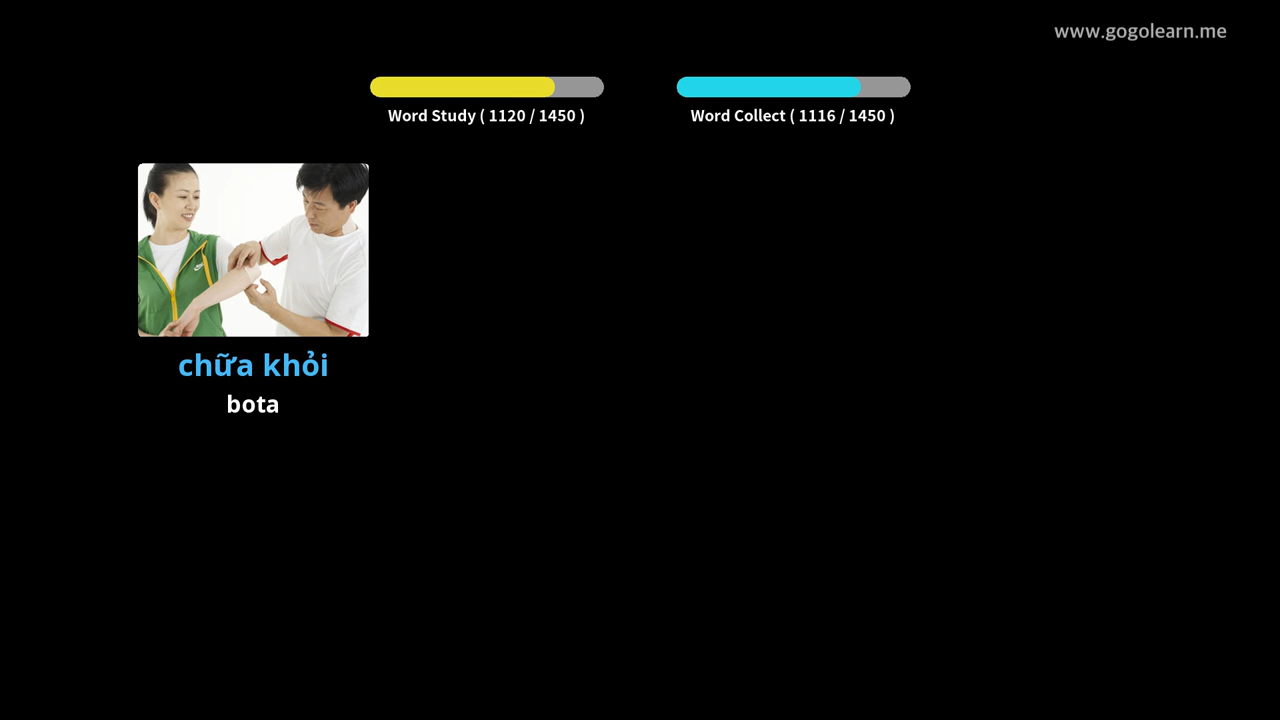 www.gogolearn.me
Word Study ( 1120 / 1450 )
Word Collect ( 1116 / 1450 )
chữa khỏi
bota